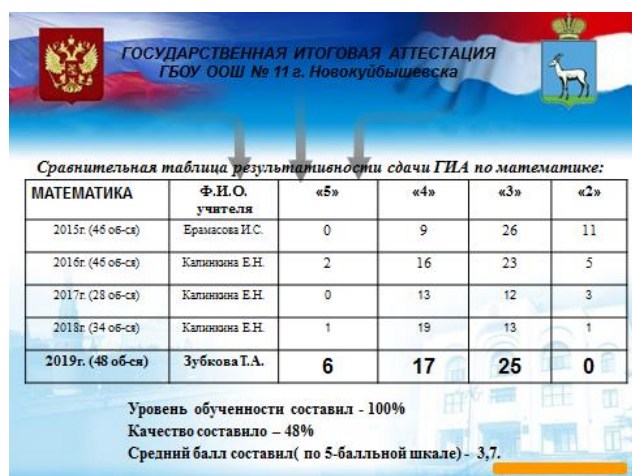 ГОСУДАРСТВЕННАЯ ИТОГОВАЯ АТТЕСТАЦИЯ
ГБОУ ООШ № 11 г. Новокуйбышевска
Сравнительная таблица результативности сдачи ГИА по математике:
МАТЕМАТИКА Ф.И.О. учителя «5» «4» «3» «2»
2015г. (46 об-ся) Ерамасова И.С. 0 9 26 11
2016г. (46 об-ся) Калинкина Е.Н. 2 16 23 5
2017г. (28 об-ся) Калинкина Е.Н. 0 13 12 3
2018г. (34 об-ся) Калинкина Е.Н. 1 19 13 1
2019г. (48 об-ся) Зубкова Т.А. 6 17 25 0
Уровень обученности составил - 100%
Качество составило – 48%
Средний балл составил( по 5-балльной шкале) - 3,7.